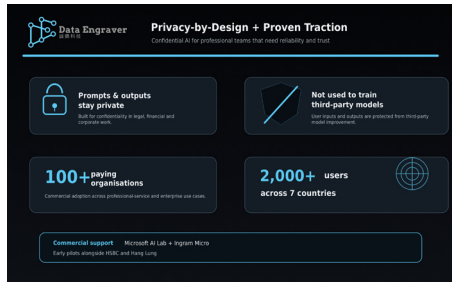 Data Engraver
Privacy-by-Design + Proven Traction
Confidential AI for professional teams that need reliability and trust
Prompts & outputs
stay private
Built for confidentiality in legal, financial and
corporate work.
Not used to train
third-party models
User inputs and outputs are protected from third-party
model improvement.
100+ paying
organisations
Commercial adoption across professional-service and enterprise use cases.
2,000+ users
across 7 countries
Commercial support Microsoft AI Lab + Ingram Micro
Early pilots alongside HSBC and Hang Lung